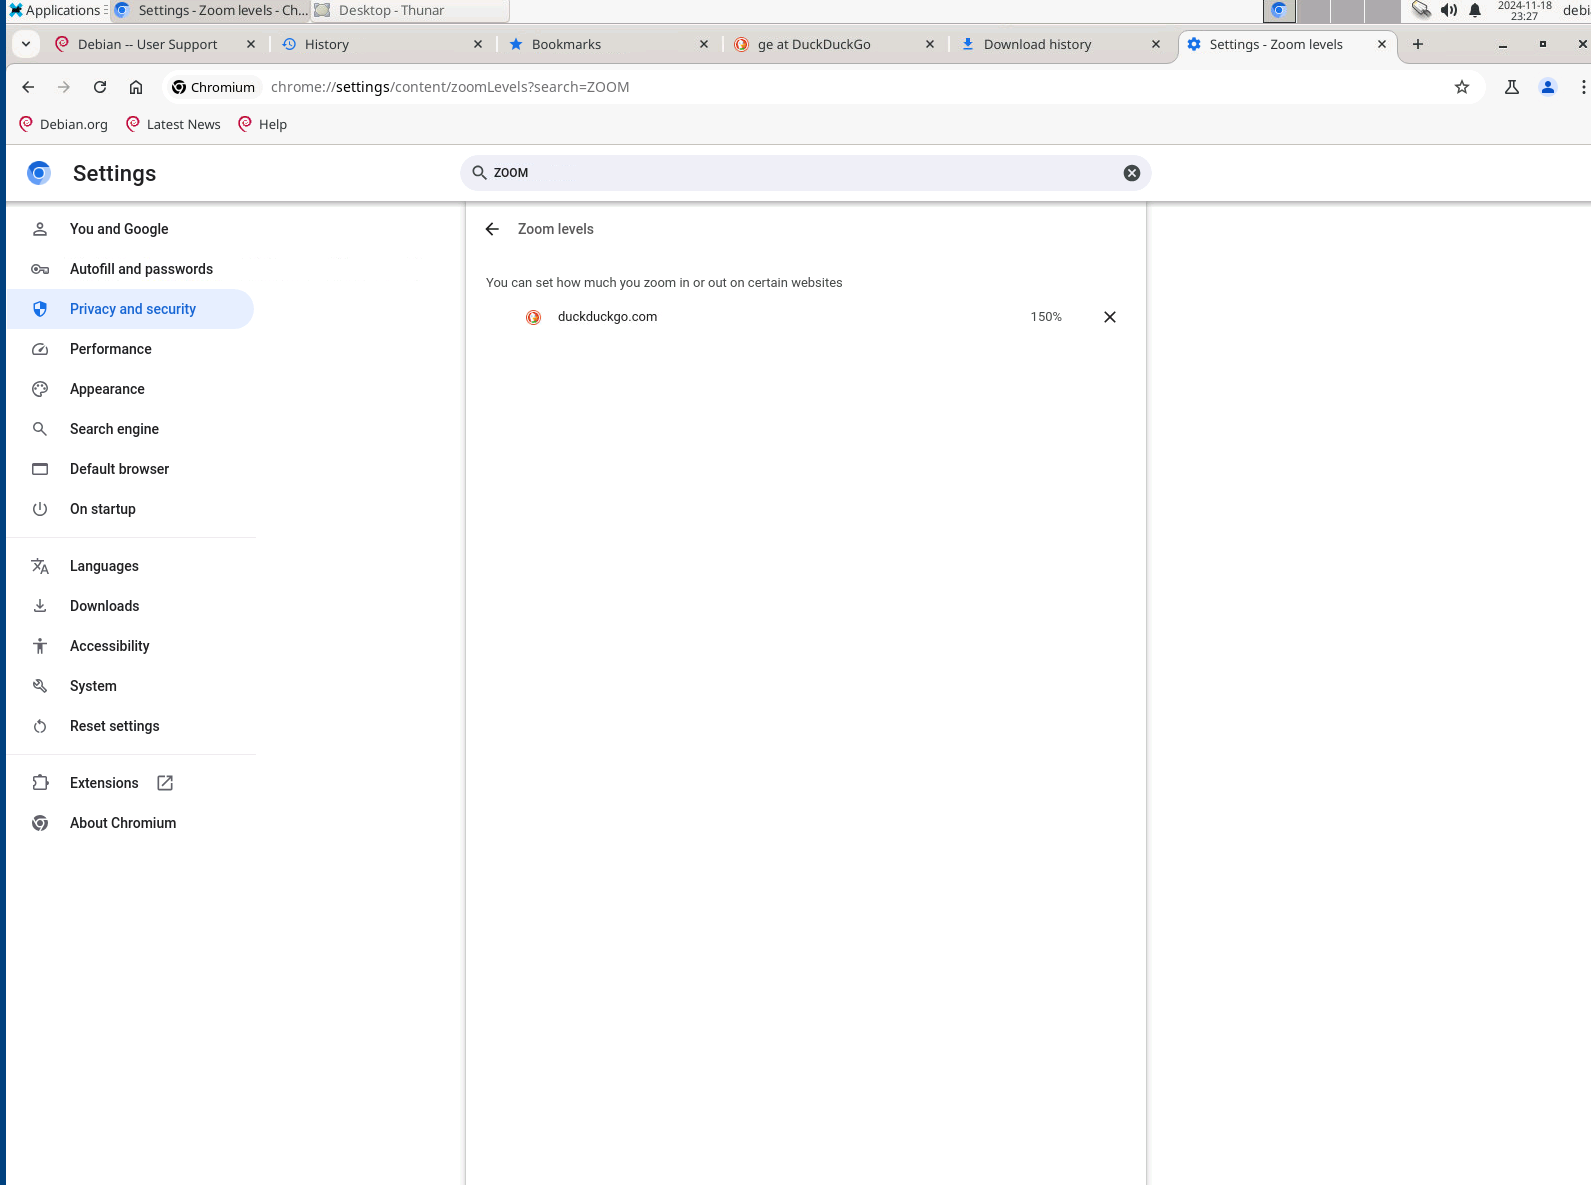 Applications
Settings - Zoom levels - Ch...
Desktop - Thunar
2024-11-18
23:27
debi
Debian -- User Support
History
Bookmarks
ge at DuckDuckGo
Download history
Settings - Zoom levels
Chromium
chrome://settings/content/zoomLevels?search=ZOOM
Debian.org
Latest News
Help
Settings
ZOOM
You and Google
Autofill and passwords
Privacy and security
Performance
Appearance
Search engine
Default browser
On startup
Languages
Downloads
Accessibility
System
Reset settings
Extensions
About Chromium
Zoom levels
You can set how much you zoom in or out on certain websites
duckduckgo.com
150%